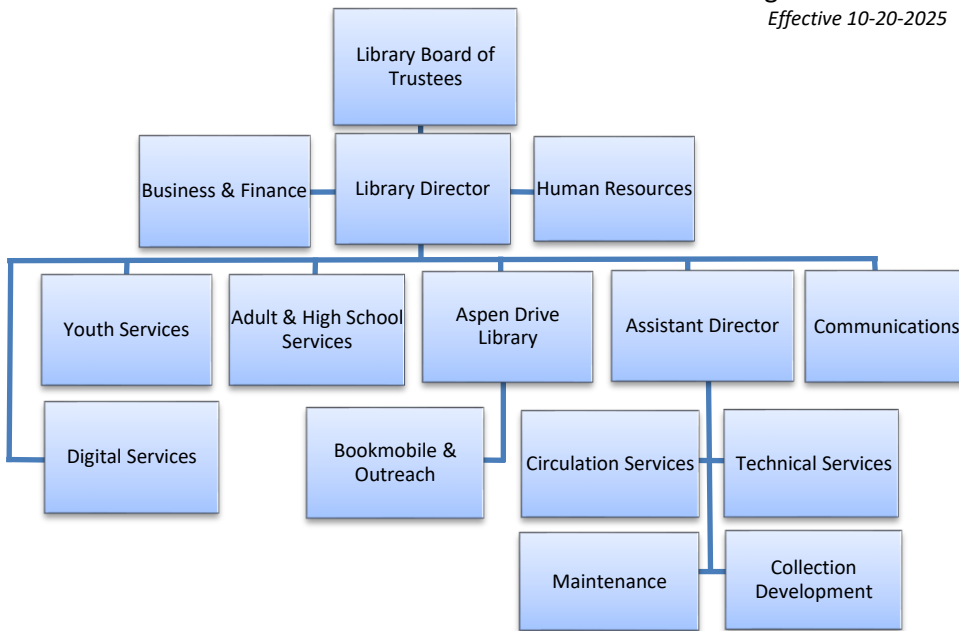 Effective 10-20-2025
Library Board of
Trustees
Business & Finance
Library Director
Human Resources
Youth Services
Adult & High School
Services
Aspen Drive
Library
Assistant Director
Communications
Digital Services
Bookmobile &
Outreach
Circulation Services
Technical Services
Maintenance
Collection
Development